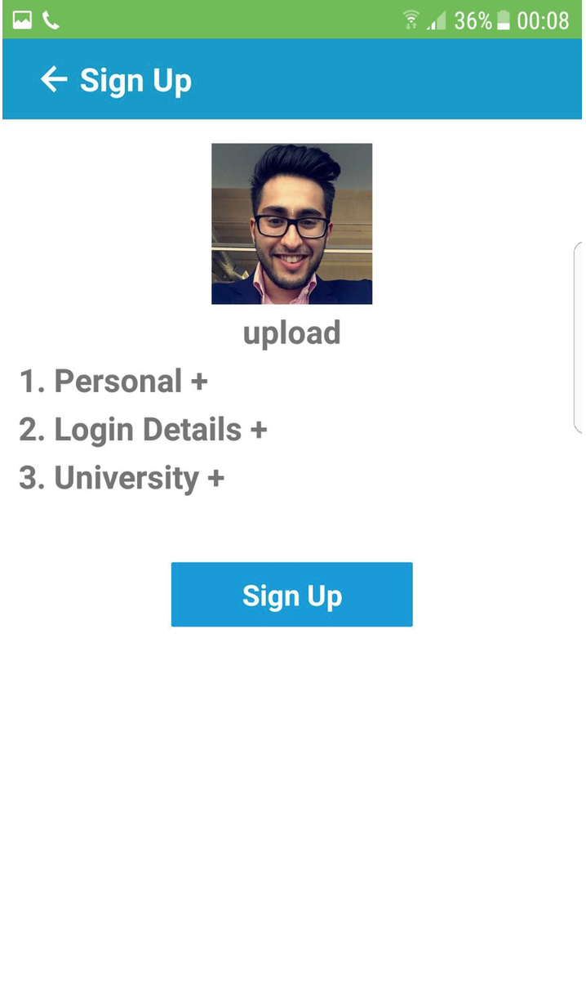 36% 00:08
Sign Up
upload
1. Personal +
2. Login Details +
3. University +
Sign Up